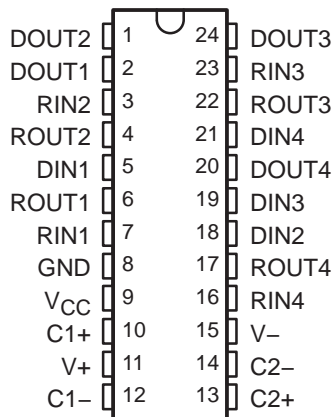 DOUT2 1 24 DOUT3
DOUT1 2 23 RIN3
RIN2 3 22 ROUT3
ROUT2 4 21 DIN4
DIN1 5 20 DOUT4
ROUT1 6 19 DIN3
RIN1 7 18 DIN2
GND 8 17 ROUT4
VCC 9 16 RIN4
C1+ 10 15 V−
V+ 11 14 C2−
C1− 12 13 C2+